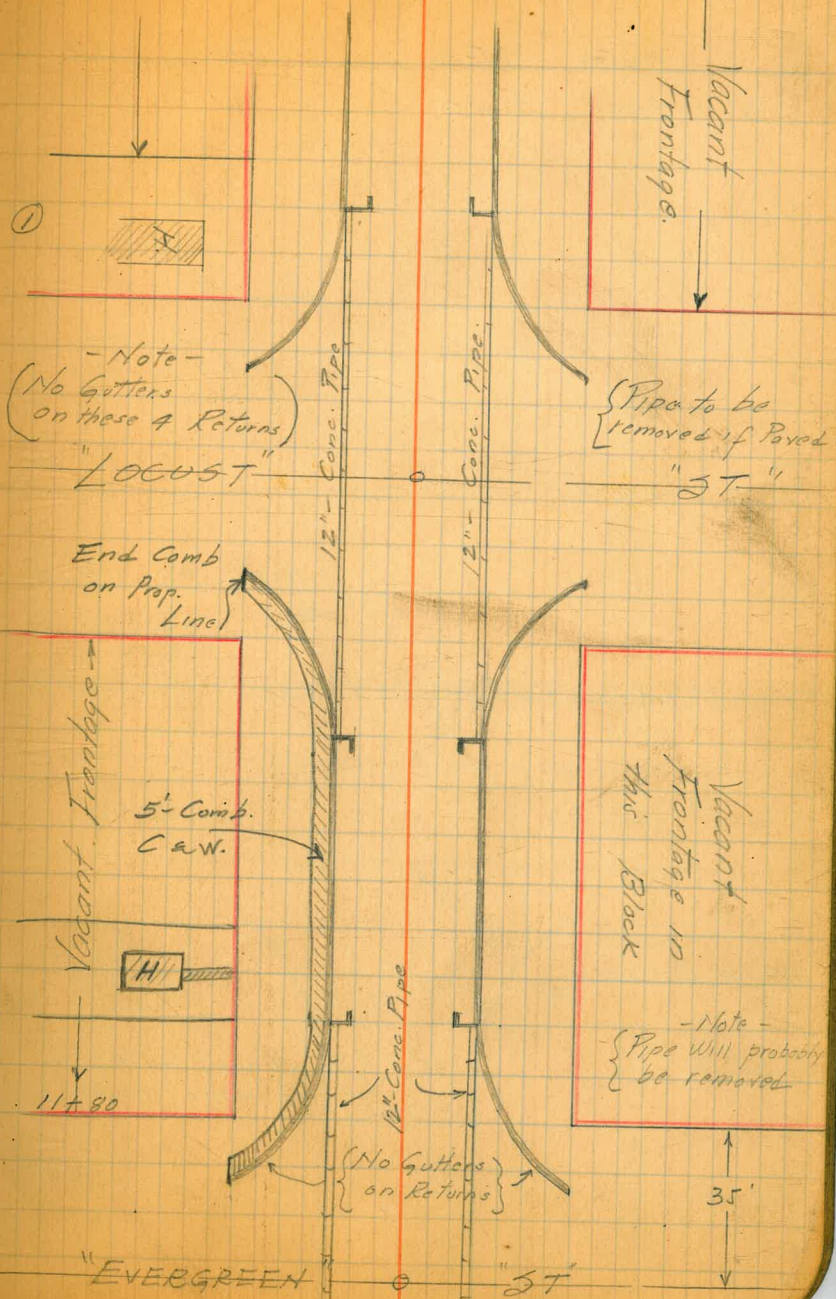 Vacant
Frontage.
①
H
- Note -
(No Gutters
on these 4 Returns)
12"- Conc. Pipe
12"- Conc. Pipe.
{Pipe to be
removed if Paved
"LOCUST"
"ST"
End Comb
on Prop.
Line}
Vacant Frontage
5'- Comb.
C & W.
Vacant
Frontage in
this Block
H
12"-Conc. Pipe
- Note -
{Pipe will probably
be removed
11+80
{No Gutters
on Returns}
35'
"EVERGREEN"
"ST"